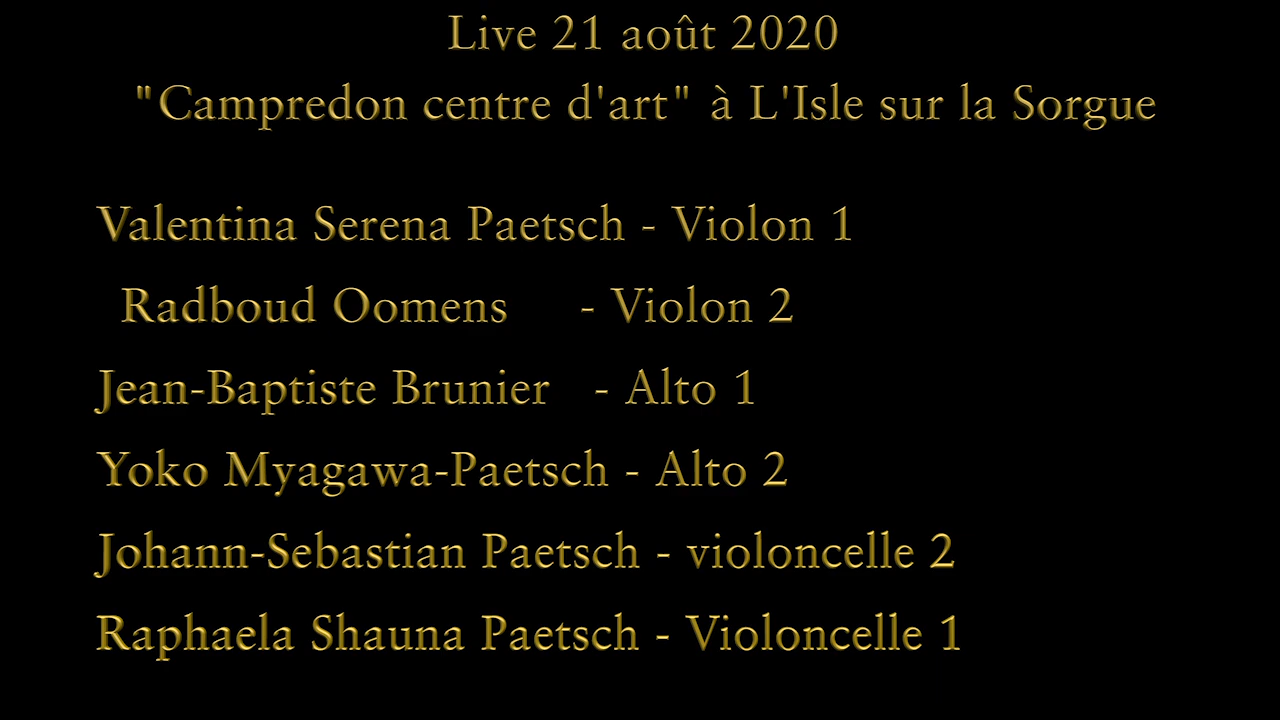 Live 21 août 2020
"Campredon centre d'art" à L'Isle sur la Sorgue
Valentina Serena Paetsch - Violon 1
Radboud Oomens - Violon 2
Jean-Baptiste Brunier - Alto 1
Yoko Myagawa-Paetsch - Alto 2
Johann-Sebastian Paetsch - violoncelle 2
Raphaela Shauna Paetsch - Violoncelle 1